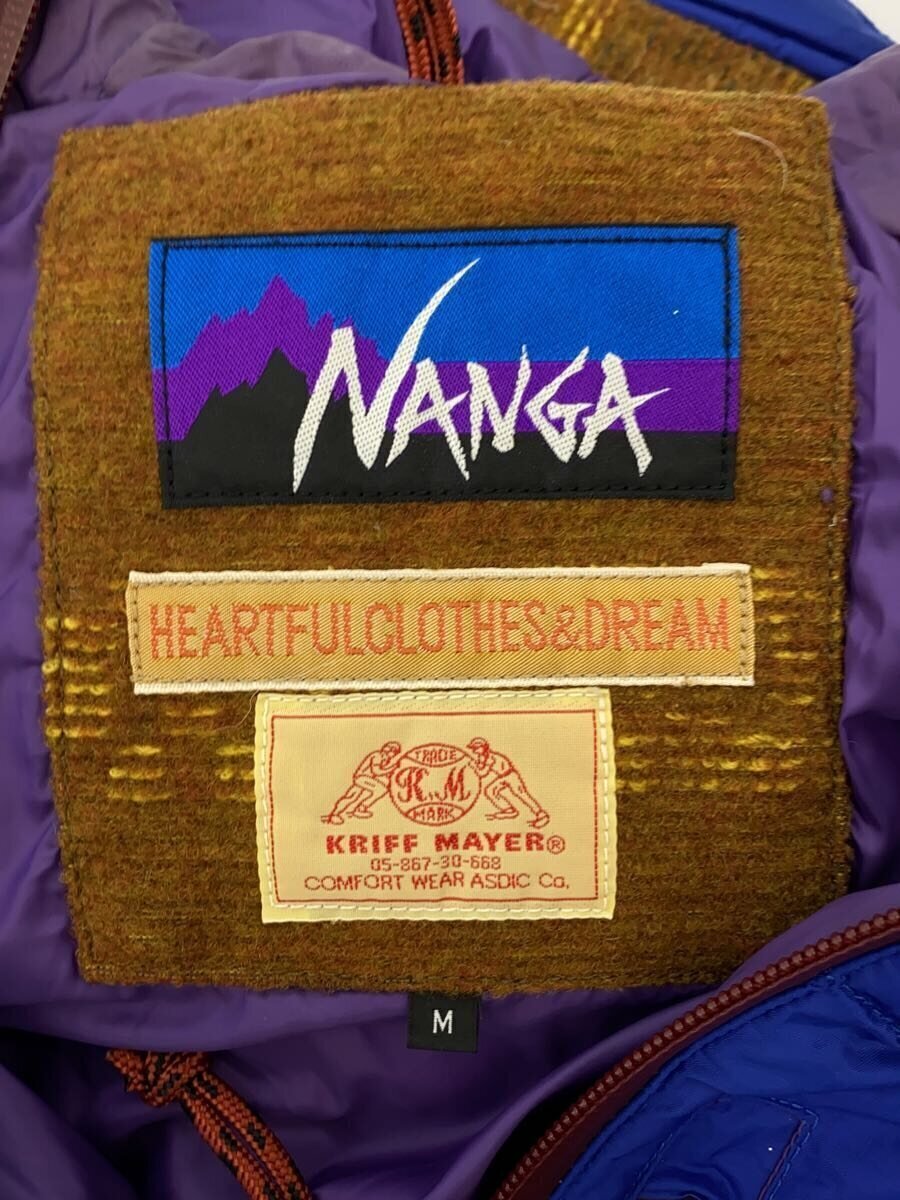 NANGA
HEARTFULCLOTHES&DREAM
TRADE
K.M
MARK
KRIFF MAYER®
05-867-30-668
COMFORT WEAR ASDIC Co.
M